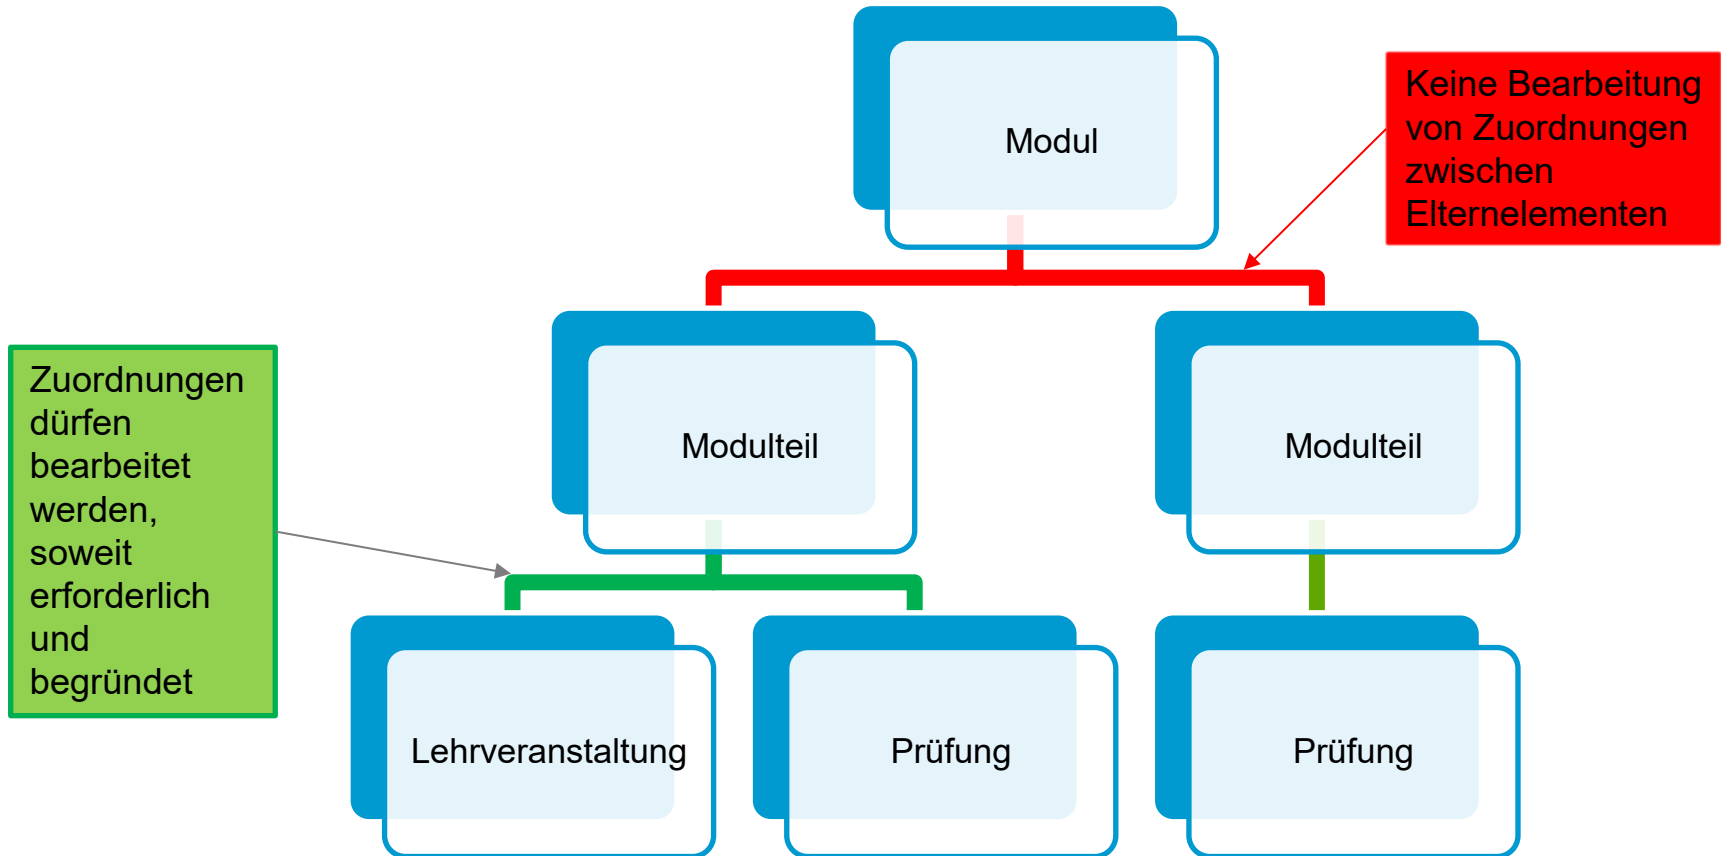 Modul
Keine Bearbeitung
von Zuordnungen
zwischen
Elternelementen
Zuordnungen
dürfen
bearbeitet
werden,
soweit
erforderlich
und
begründet
Modulteil
Modulteil
Lehrveranstaltung
Prüfung
Prüfung